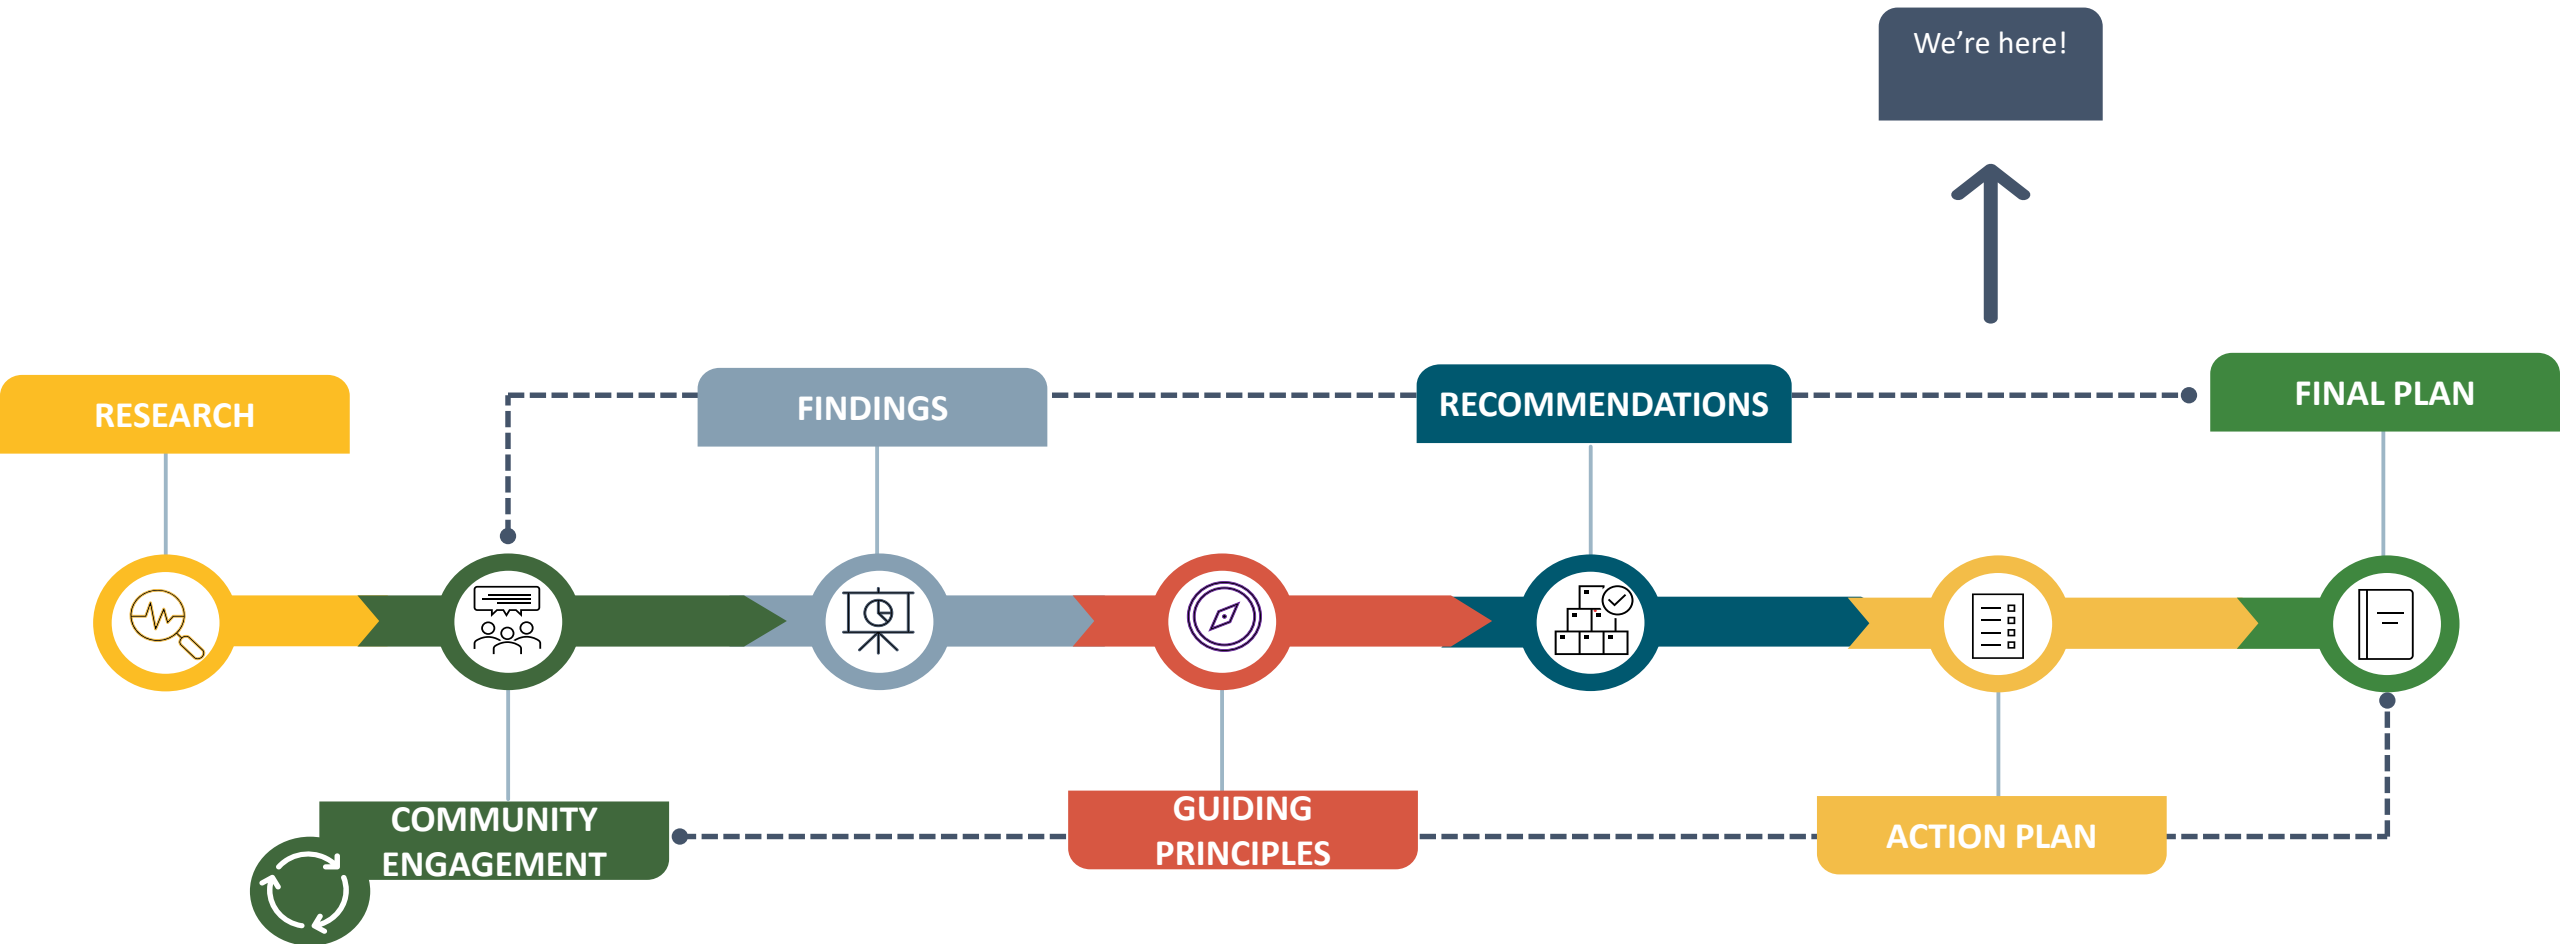 We’re here!
RESEARCH
FINDINGS
RECOMMENDATIONS
FINAL PLAN
COMMUNITY
ENGAGEMENT
GUIDING
PRINCIPLES
ACTION PLAN